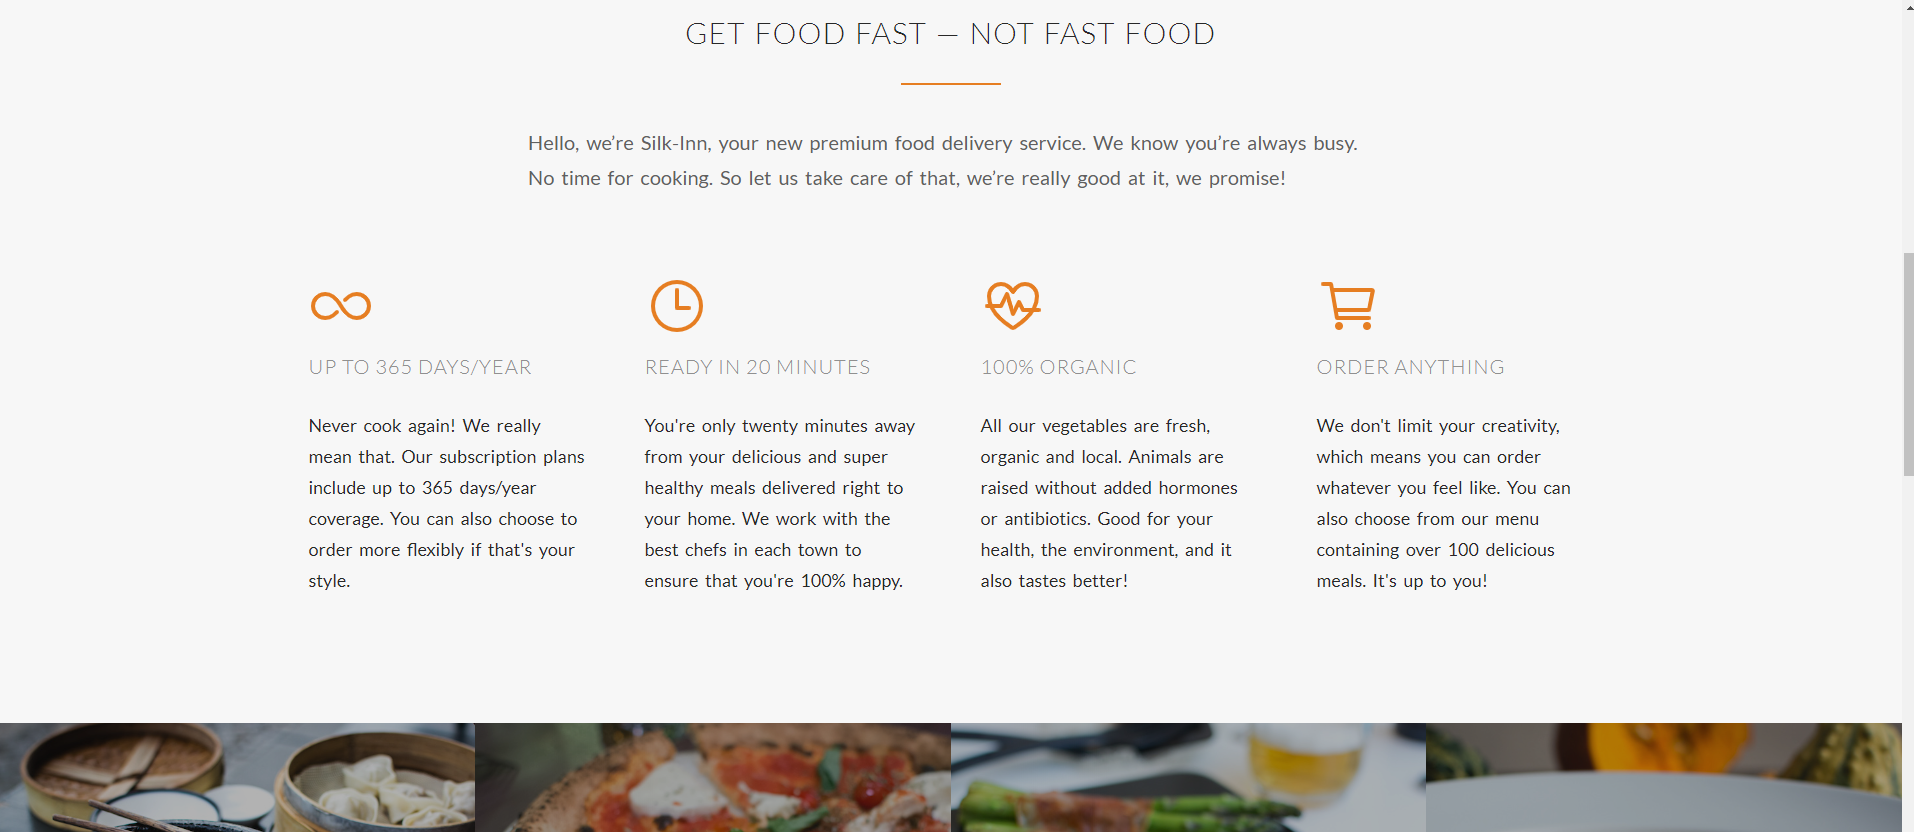 GET FOOD FAST — NOT FAST FOOD
Hello, we’re Silk-Inn, your new premium food delivery service. We know you’re always busy.
No time for cooking. So let us take care of that, we’re really good at it, we promise!
UP TO 365 DAYS/YEAR
Never cook again! We really
mean that. Our subscription plans
include up to 365 days/year
coverage. You can also choose to
order more flexibly if that's your
style.
READY IN 20 MINUTES
You're only twenty minutes away
from your delicious and super
healthy meals delivered right to
your home. We work with the
best chefs in each town to
ensure that you're 100% happy.
100% ORGANIC
All our vegetables are fresh,
organic and local. Animals are
raised without added hormones
or antibiotics. Good for your
health, the environment, and it
also tastes better!
ORDER ANYTHING
We don't limit your creativity,
which means you can order
whatever you feel like. You can
also choose from our menu
containing over 100 delicious
meals. It's up to you!